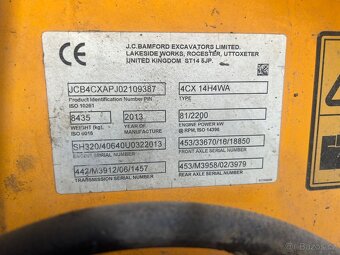 CE
J.C.BAMFORD EXCAVATORS LIMITED.
LAKESIDE WORKS, ROCESTER, UTTOXETER
UNITED KINGDOM ST14 5JP.
JCB4CXAPJ02109387 4CX 14H4WA
Product Identification Number PIN TYPE
ISO 10261
8435 2013 81/2200
WEIGHT (kg). YEAR OF ENGINE POWER kW
ISO 6016 MANUFACTURE @ RPM, ISO 14396
SH320/40640U0322013 453/33670/16/18850
ENGINE SERIAL NUMBER FRONT AXLE SERIAL NUMBER
442/M3912/06/1457 453/M3958/02/3979
TRANSMISSION SERIAL NUMBER REAR AXLE SERIAL NUMBER